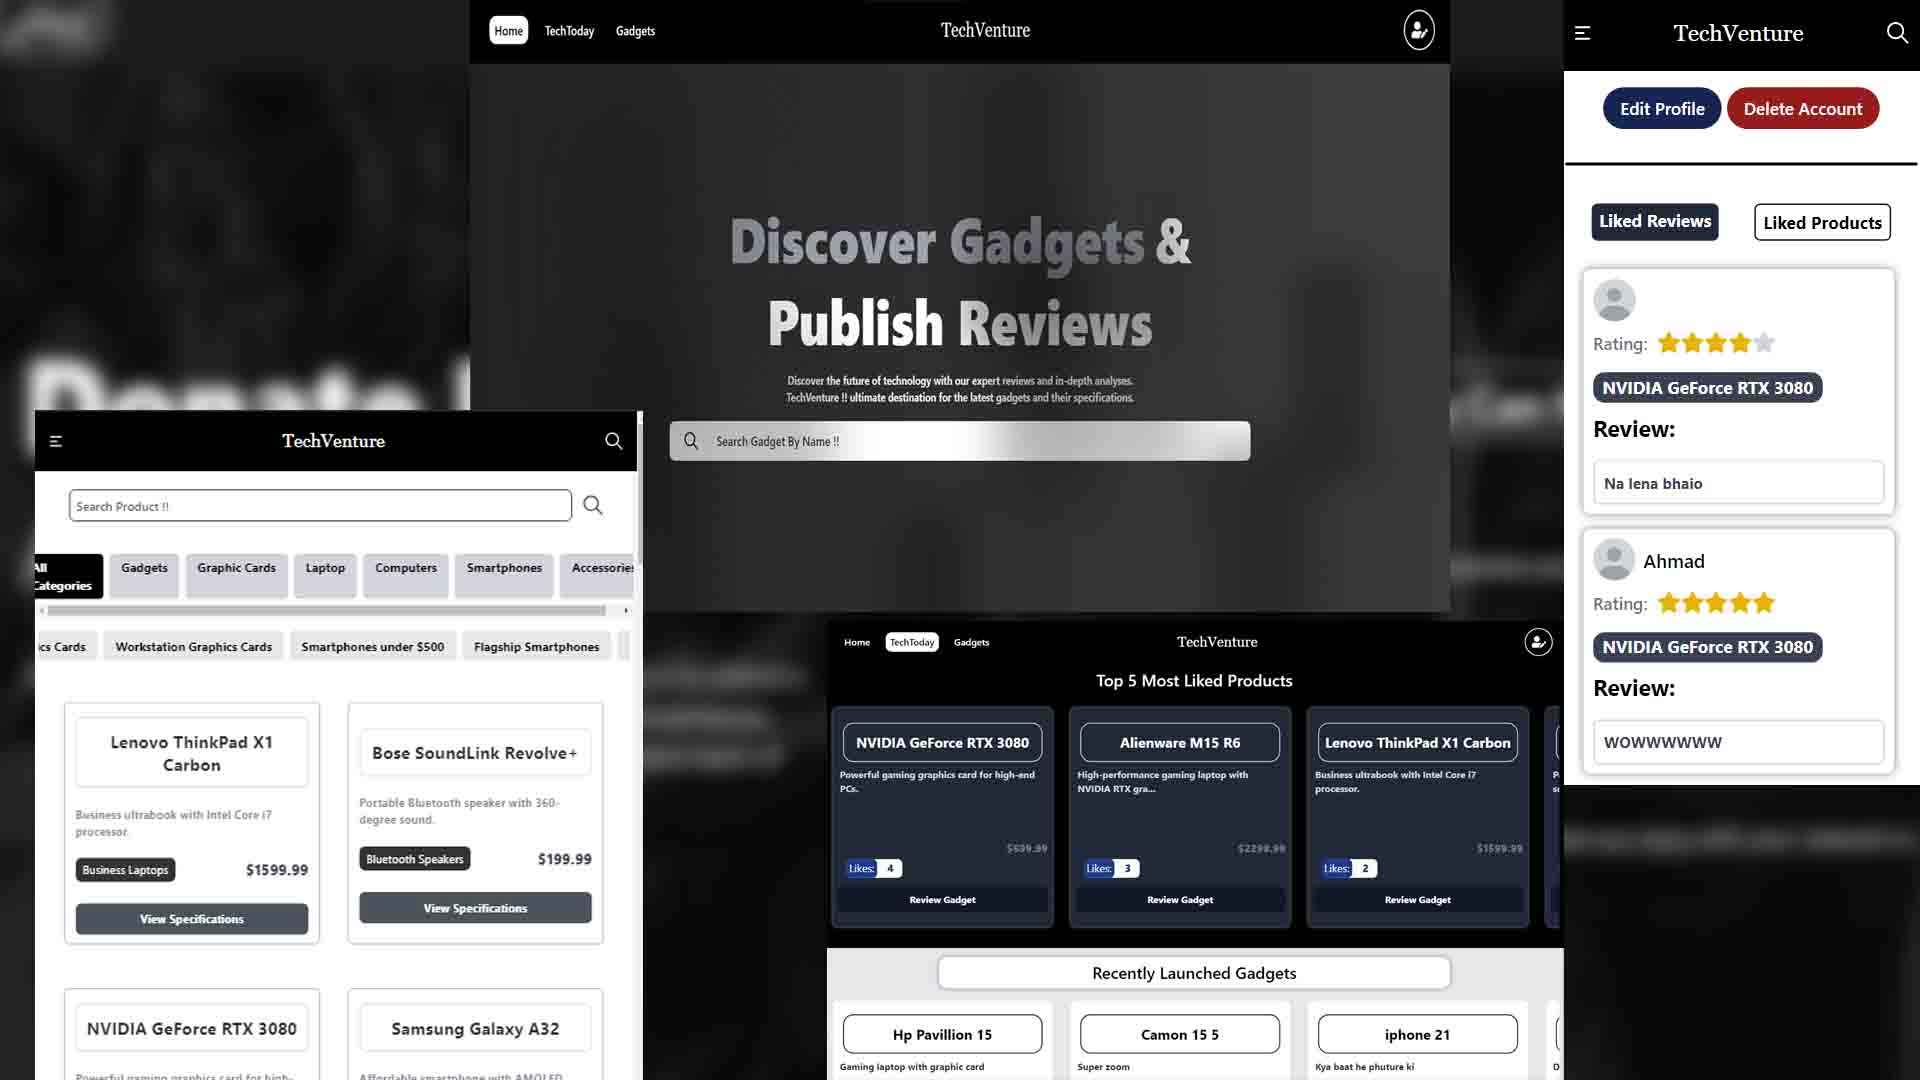 Home
TechToday
Gadgets
TechVenture
Discover Gadgets &
Publish Reviews
Discover the future of technology with our expert reviews and in-depth analyses.
TechVenture !! ultimate destination for the latest gadgets and their specifications.
Search Gadget By Name !!
TechVenture
Edit Profile
Delete Account
Liked Reviews
Liked Products
Rating:
NVIDIA GeForce RTX 3080
Review:
Na lena bhaio
Ahmad
Rating:
NVIDIA GeForce RTX 3080
Review:
WOWWWWWW
Donate
TechVenture
Search Product !!
All
Categories
Gadgets
Graphic Cards
Laptop
Computers
Smartphones
Accessories
cs Cards
Workstation Graphics Cards
Smartphones under $500
Flagship Smartphones
Lenovo ThinkPad X1
Carbon
Business ultrabook with Intel Core i7
processor.
Business Laptops
$1599.99
View Specifications
Bose SoundLink Revolve+
Portable Bluetooth speaker with 360-
degree sound.
Bluetooth Speakers
$199.99
View Specifications
NVIDIA GeForce RTX 3080
Powerful gaming graphics card for high-
Samsung Galaxy A32
Affordable smartphone with AMOLED
Home
TechToday
Gadgets
TechVenture
Top 5 Most Liked Products
NVIDIA GeForce RTX 3080
Powerful gaming graphics card for high-end
PCs.
$699.99
Likes: 4
Review Gadget
Alienware M15 R6
High-performance gaming laptop with
NVIDIA RTX gra...
$2299.99
Likes: 3
Review Gadget
Lenovo ThinkPad X1 Carbon
Business ultrabook with Intel Core i7
processor.
$1599.99
Likes: 2
Review Gadget
Recently Launched Gadgets
Hp Pavillion 15
Gaming laptop with graphic card
Camon 15 5
Super zoom
iphone 21
Kya baat he phuture ki